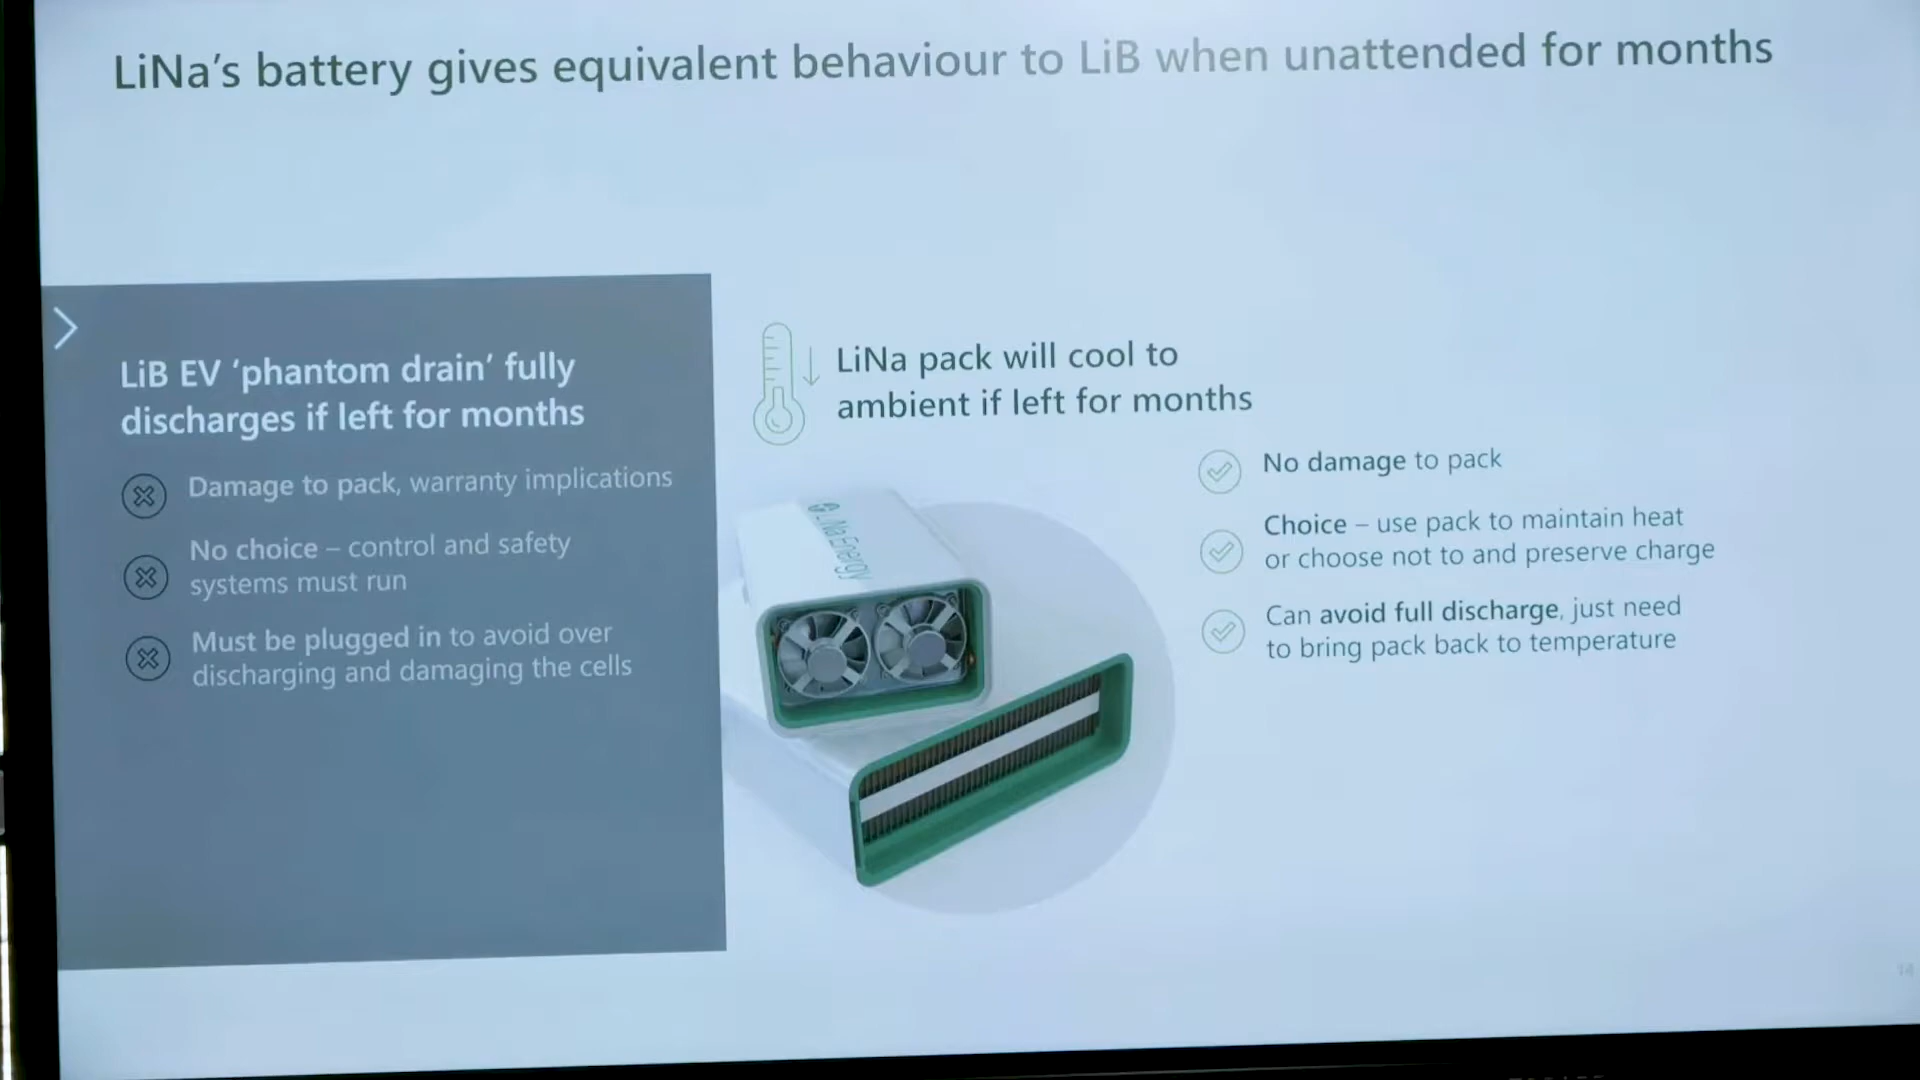 LiNa's battery gives equivalent behaviour to LiB when unattended for months
LiB EV 'phantom drain' fully
discharges if left for months
Damage to pack, warranty implications
No choice – control and safety
systems must run
Must be plugged in to avoid over
discharging and damaging the cells
LiNa pack will cool to
ambient if left for months
LiNa Energy
No damage to pack
Choice – use pack to maintain heat
or choose not to and preserve charge
Can avoid full discharge, just need
to bring pack back to temperature
14